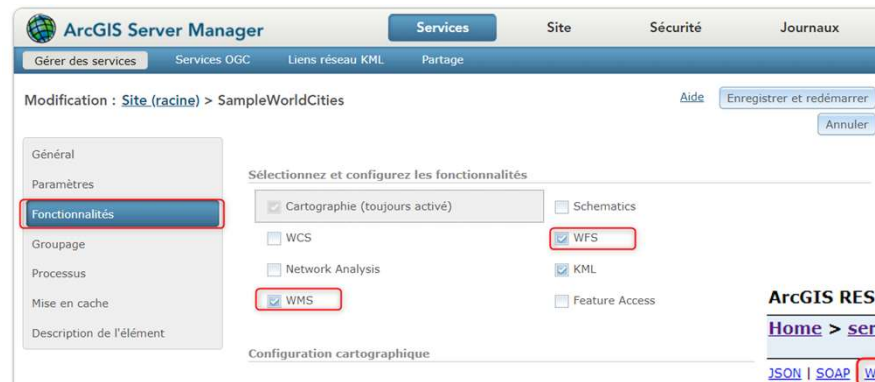 ArcGIS Server Manager
Services Site Sécurité Journaux
Gérer des services Services OGC Liens réseau KML Partage
Modification : Site (racine) > SampleWorldCities
Aide Enregistrer et redémarrer
Annuler
Général
Paramètres
Fonctionnalités
Groupage
Processus
Mise en cache
Description de l'élément
Sélectionnez et configurez les fonctionnalités
Cartographie (toujours activé) Schematics
WCS WFS
Network Analysis KML
WMS Feature Access
Configuration cartographique
ArcGIS RES
Home > ser
JSON | SOAP W